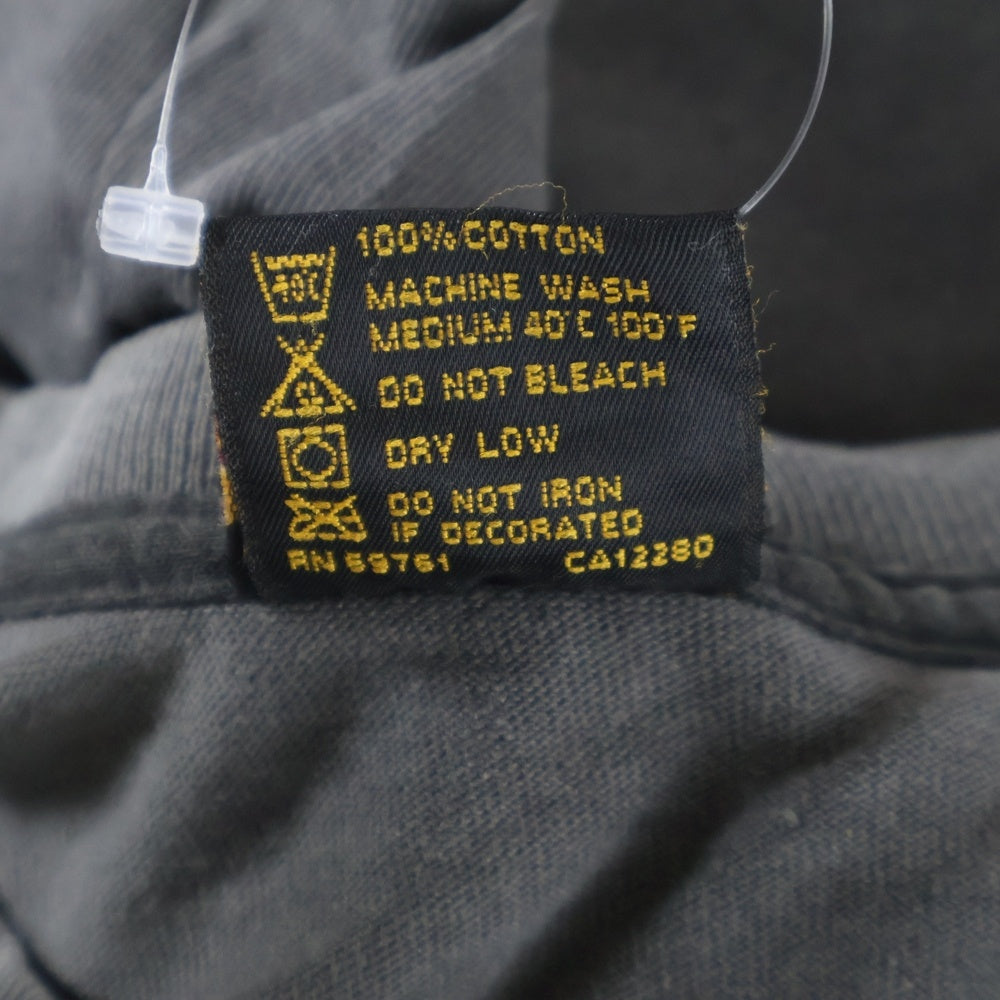 100% COTTON
MACHINE WASH
MEDIUM 40°C 100°F
DO NOT BLEACH
DRY LOW
DO NOT IRON
IF DECORATED
RN 69761 CA12280